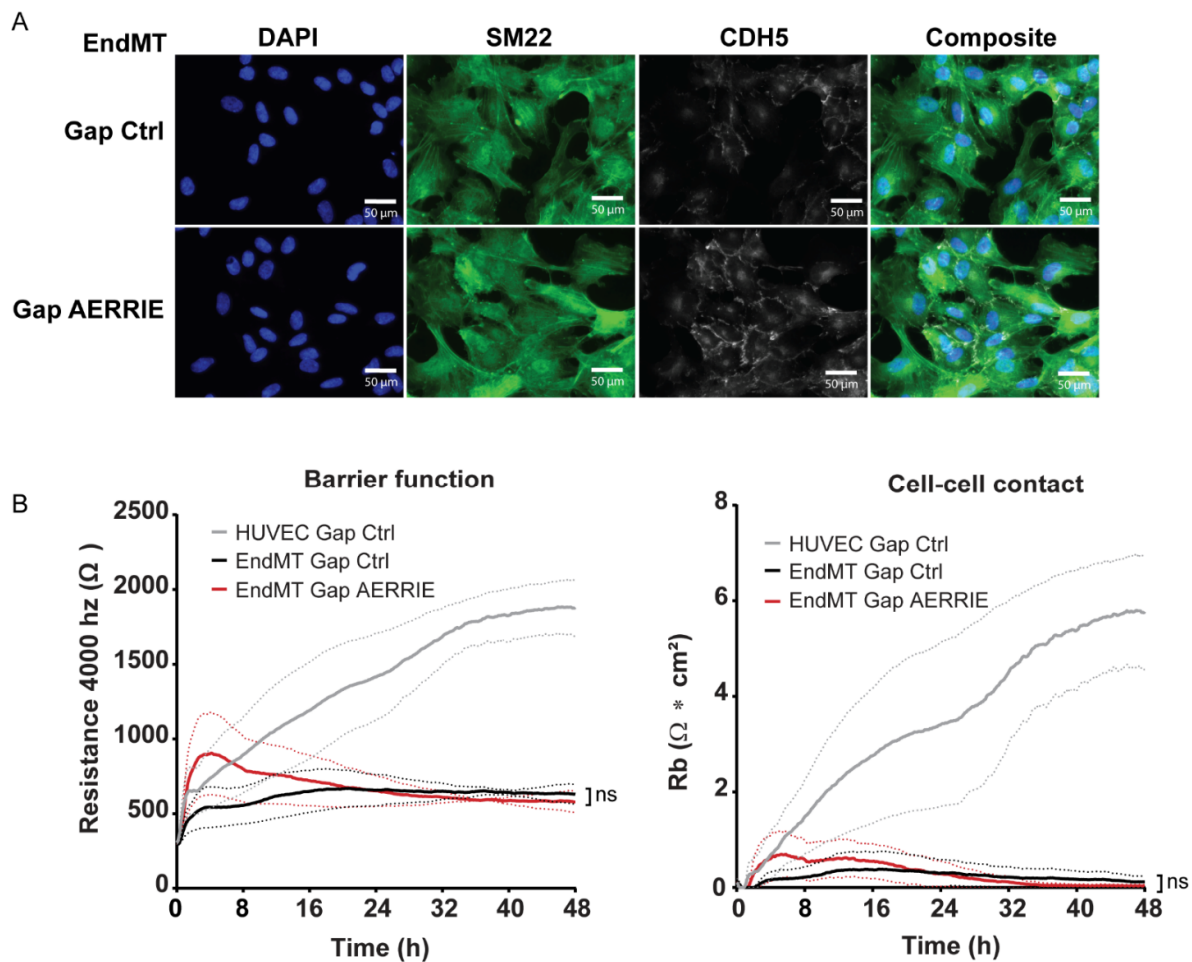 A
EndMT
DAPI
SM22
CDH5
Composite
Gap Ctrl
50 µm
50 µm
50 µm
50 µm
Gap AERRIE
50 µm
50 µm
50 µm
50 µm
B
Barrier function
Resistance 4000 hz (Ω )
2500
2000
1500
1000
500
0
HUVEC Gap Ctrl
EndMT Gap Ctrl
EndMT Gap AERRIE
]ns
0 8 16 24 32 40 48
Time (h)
Cell-cell contact
Rb (Ω * cm²)
8
6
4
2
0
HUVEC Gap Ctrl
EndMT Gap Ctrl
EndMT Gap AERRIE
]ns
0 8 16 24 32 40 48
Time (h)